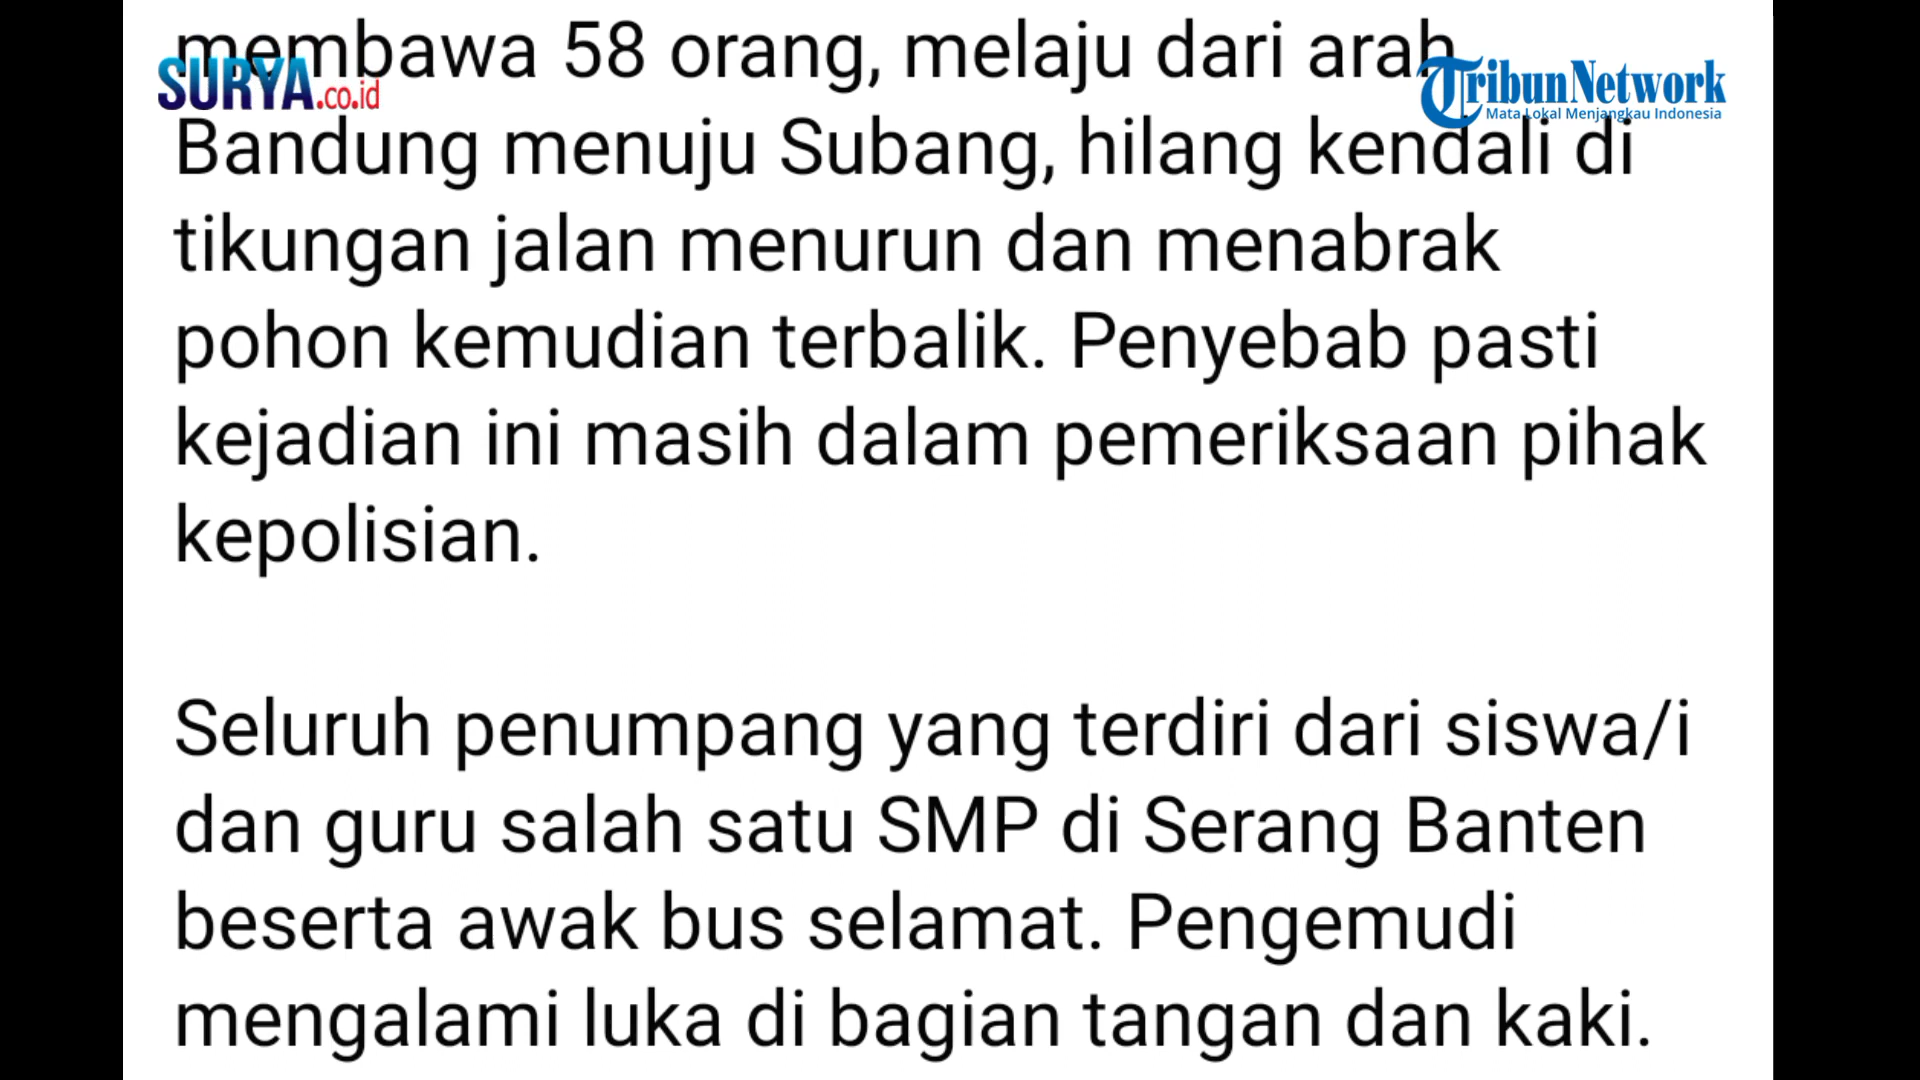 membawa 58 orang, melaju dari arah
SURYA.co.id
TribunNetwork
Mata Lokal Menjangkau Indonesia
Bandung menuju Subang, hilang kendali di
tikungan jalan menurun dan menabrak
pohon kemudian terbalik. Penyebab pasti
kejadian ini masih dalam pemeriksaan pihak
kepolisian.
Seluruh penumpang yang terdiri dari siswa/i
dan guru salah satu SMP di Serang Banten
beserta awak bus selamat. Pengemudi
mengalami luka di bagian tangan dan kaki.